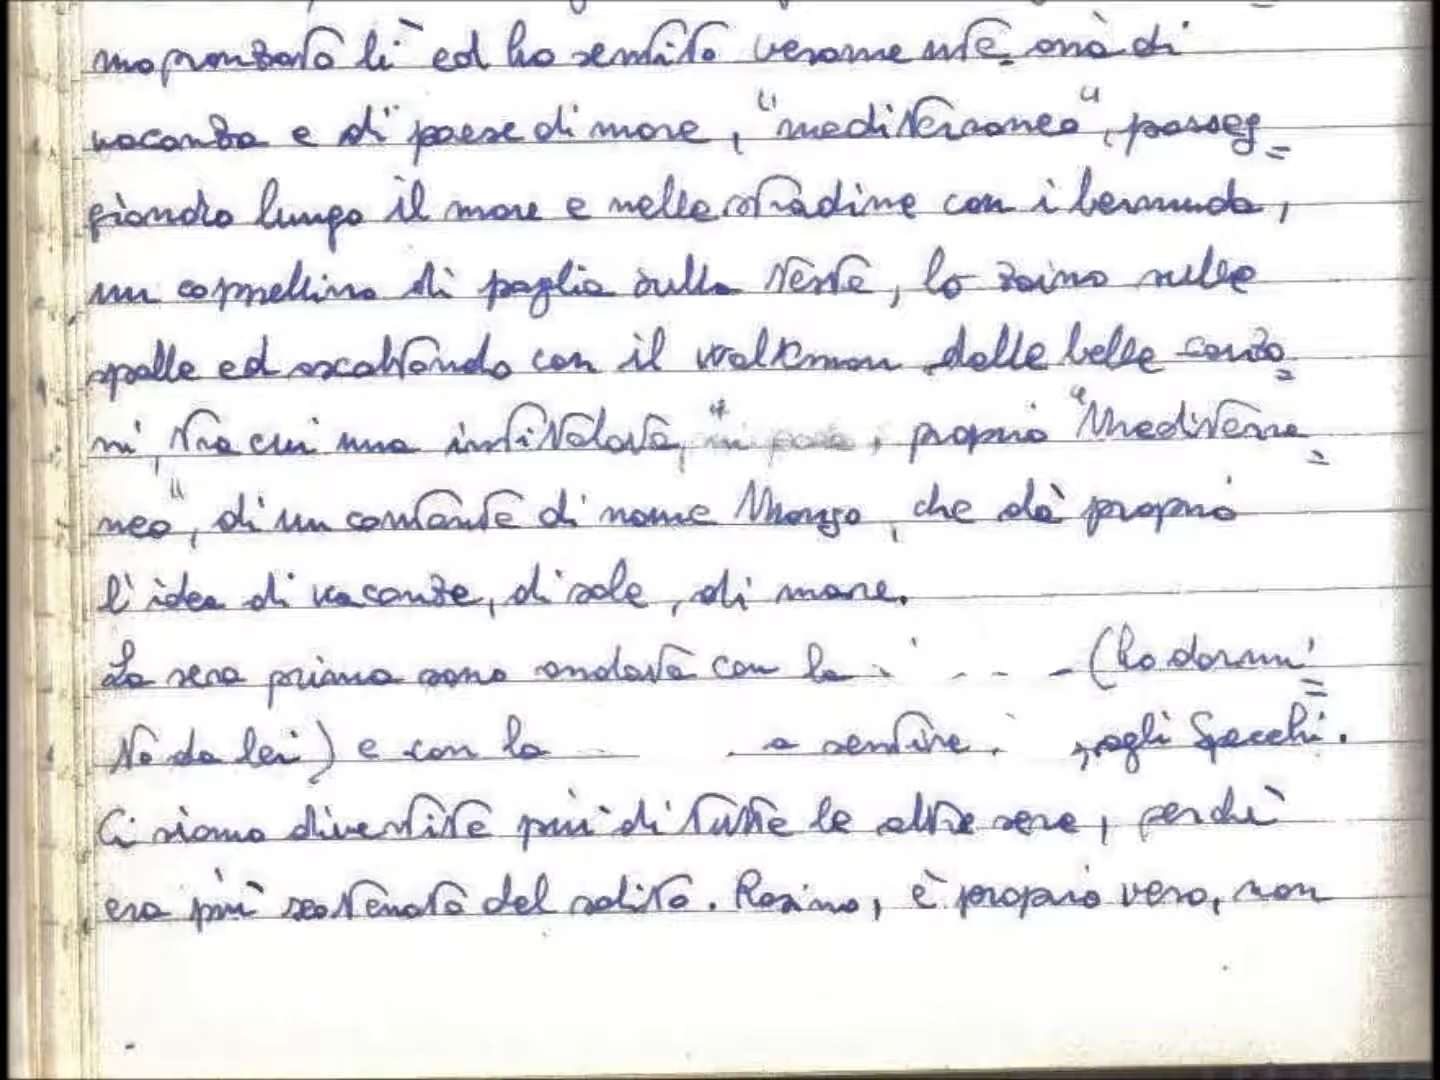 mo pranzato lì ed ho sentito veramente aria di
vacanza e di paese di mare, "mediterraneo", passeg=
giando lungo il mare e nelle stradine con i bermuda,
un cappellino di paglia sulla testa, lo zaino sulle
spalle ed ascoltando con il walkman delle belle canzo=
ni, tra cui una intitolata, proprio "Mediterra=
neo", di un cantante di nome Mango, che dà proprio
l'idea di vacanze, di sole, di mare.
La sera prima sono andata con la (ho dormi=
to da lei) e con la a sentire agli Specchi.
Ci siamo divertite più di tutte le altre sere, perchè
era più scatenato del solito. Rosino, è proprio vero, non